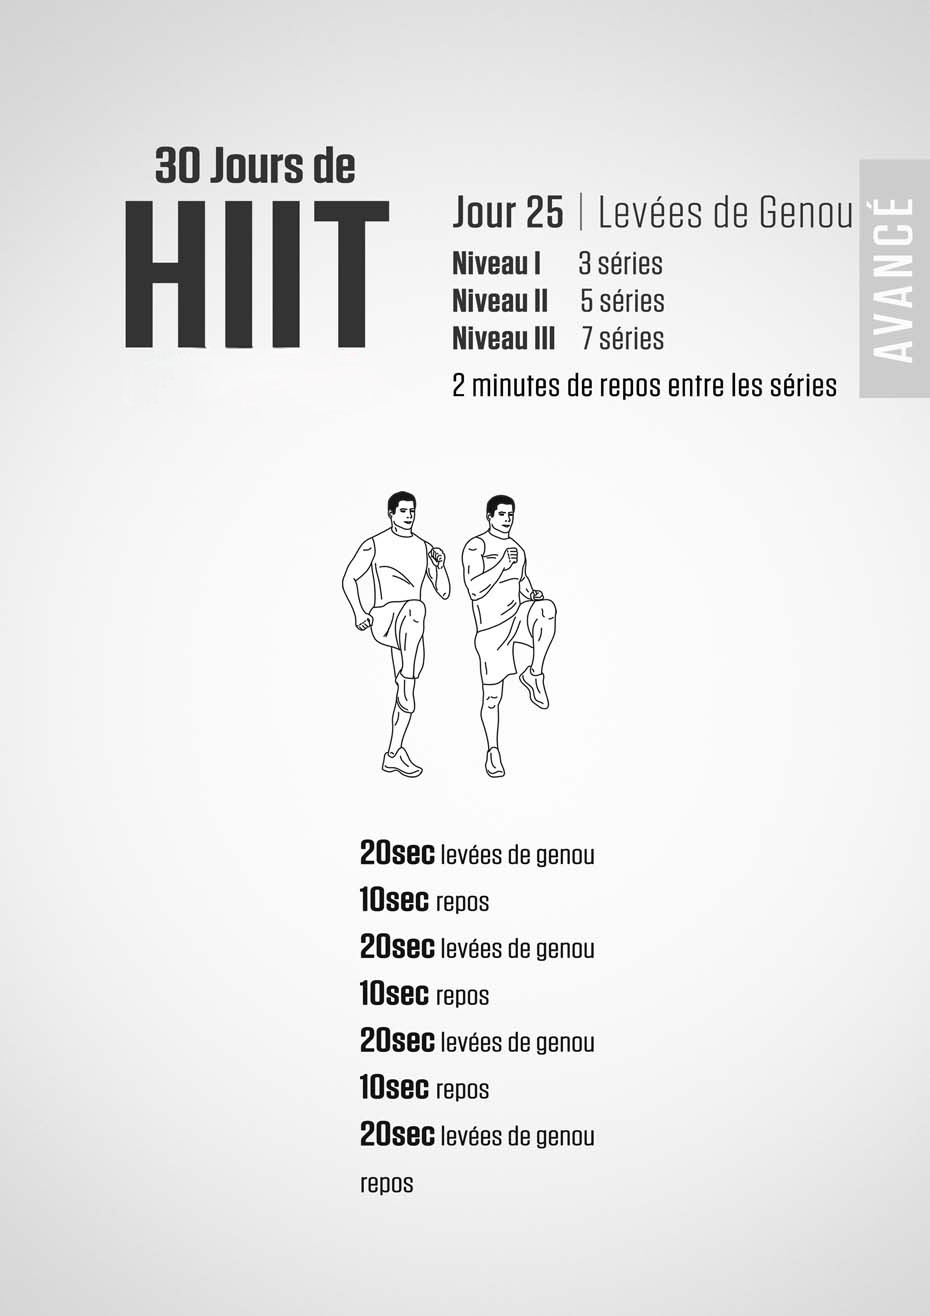 30 Jours de
HIIT
Jour 25 | Levées de Genou
Niveau I 3 séries
Niveau II 5 séries
Niveau III 7 séries
2 minutes de repos entre les séries
AVANCÉ
20sec levées de genou
10sec repos
20sec levées de genou
10sec repos
20sec levées de genou
10sec repos
20sec levées de genou
repos